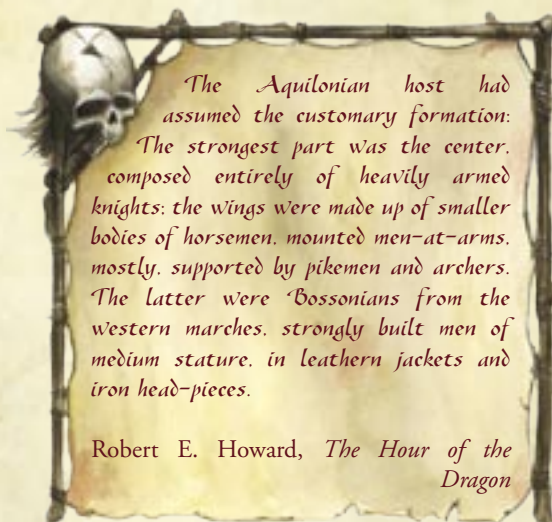 The Aquilonian host had
assumed the customary formation:
The strongest part was the center,
composed entirely of heavily armed
knights; the wings were made up of smaller
bodies of horsemen, mounted men-at-arms,
mostly, supported by pikemen and archers.
The latter were Bossonians from the
western marches, strongly built men of
medium stature, in leathern jackets and
iron head-pieces.
Robert E. Howard, The Hour of the
Dragon